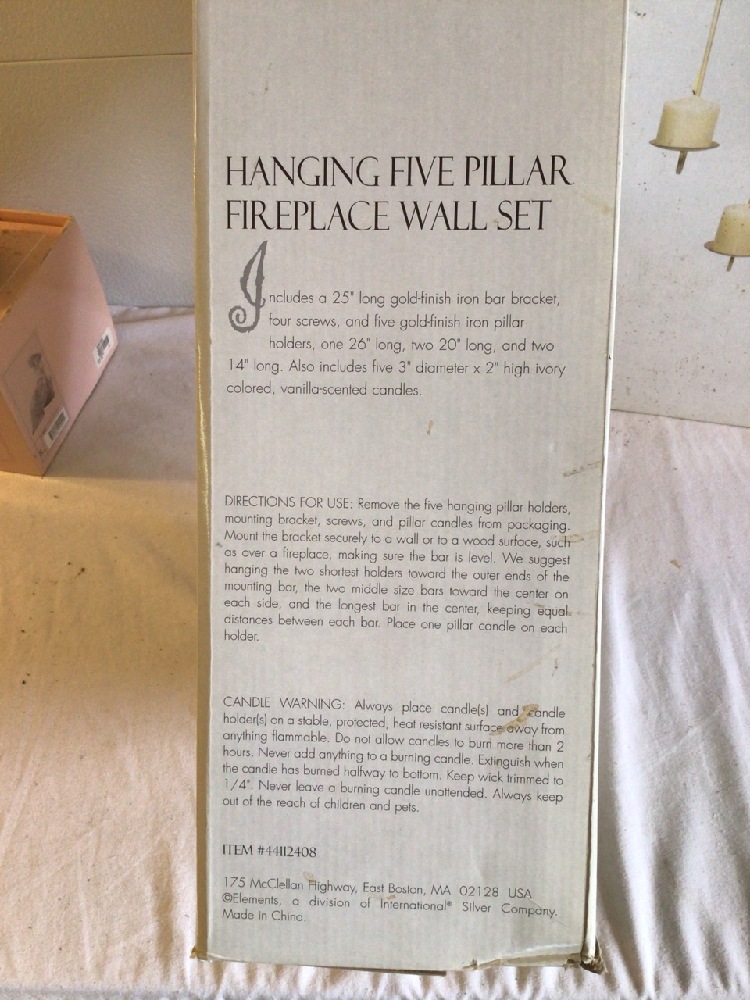 HANGING FIVE PILLAR
FIREPLACE WALL SET
Includes a 25" long gold-finish iron bar bracket,
four screws, and five gold-finish iron pillar
holders, one 26" long, two 20" long, and two
14" long. Also includes five 3" diameter x 2" high ivory
colored, vanilla-scented candles.
DIRECTIONS FOR USE: Remove the five hanging pillar holders,
mounting bracket, screws, and pillar candles from packaging.
Mount the bracket securely to a wall or to a wood surface, such
as over a fireplace, making sure the bar is level. We suggest
hanging the two shortest holders toward the outer ends of the
mounting bar, the two middle size bars toward the center on
each side, and the longest bar in the center, keeping equal
distances between each bar. Place one pillar candle on each
holder.
CANDLE WARNING: Always place candle(s) and candle
holder(s) on a stable, protected, heat resistant surface away from
anything flammable. Do not allow candles to burn more than 2
hours. Never add anything to a burning candle. Extinguish when
the candle has burned halfway to bottom. Keep wick trimmed to
1/4". Never leave a burning candle unattended. Always keep
out of the reach of children and pets.
ITEM #44112408
175 McClellan Highway, East Boston, MA 02128 USA
©Elements, a division of International® Silver Company.
Made in China.